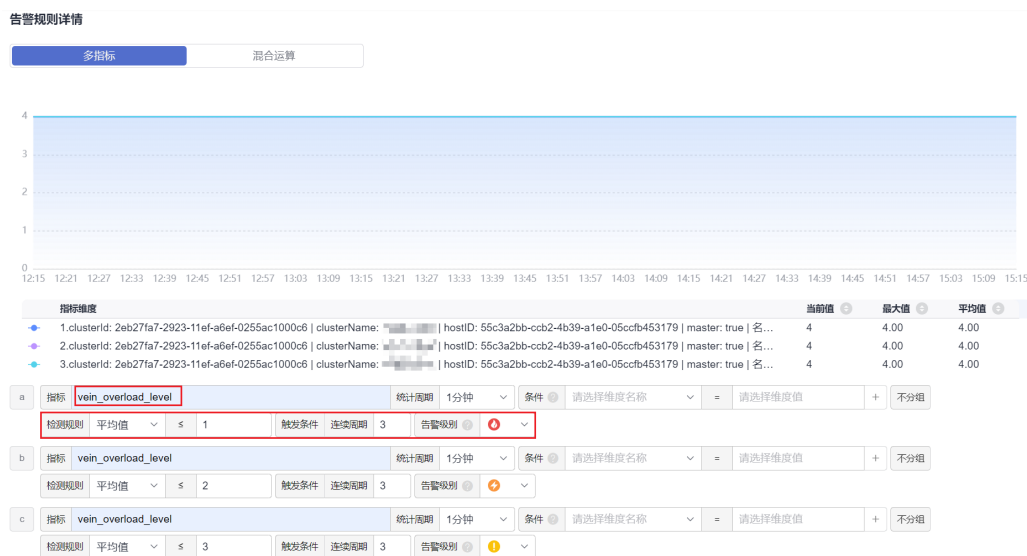 告警规则详情
多指标 混合运算
4
3
2
1
0
12:15 12:21 12:27 12:33 12:39 12:45 12:51 12:57 13:03 13:09 13:15 13:21 13:27 13:33 13:39 13:45 13:51 13:57 14:03 14:09 14:15 14:21 14:27 14:33 14:39 14:45 14:51 14:57 15:03 15:09 15:15
指标维度 当前值 最大值 平均值
1.clusterId: 2eb27fa7-2923-11ef-a6ef-0255ac1000c6 | clusterName: | hostID: 55c3a2bb-ccb2-4b39-a1e0-05ccfb453179 | master: true | 名... 4 4.00 4.00
2.clusterId: 2eb27fa7-2923-11ef-a6ef-0255ac1000c6 | clusterName: | hostID: 55c3a2bb-ccb2-4b39-a1e0-05ccfb453179 | master: true | 名... 4 4.00 4.00
3.clusterId: 2eb27fa7-2923-11ef-a6ef-0255ac1000c6 | clusterName: | hostID: 55c3a2bb-ccb2-4b39-a1e0-05ccfb453179 | master: true | 名... 4 4.00 4.00
a 指标 vein_overload_level 统计周期 1分钟 条件 请选择维度名称 = 请选择维度值 + 不分组
检测规则 平均值 ≤ 1 触发条件 连续周期 3 告警级别
b 指标 vein_overload_level 统计周期 1分钟 条件 请选择维度名称 = 请选择维度值 + 不分组
检测规则 平均值 ≤ 2 触发条件 连续周期 3 告警级别
c 指标 vein_overload_level 统计周期 1分钟 条件 请选择维度名称 = 请选择维度值 + 不分组
检测规则 平均值 ≤ 3 触发条件 连续周期 3 告警级别